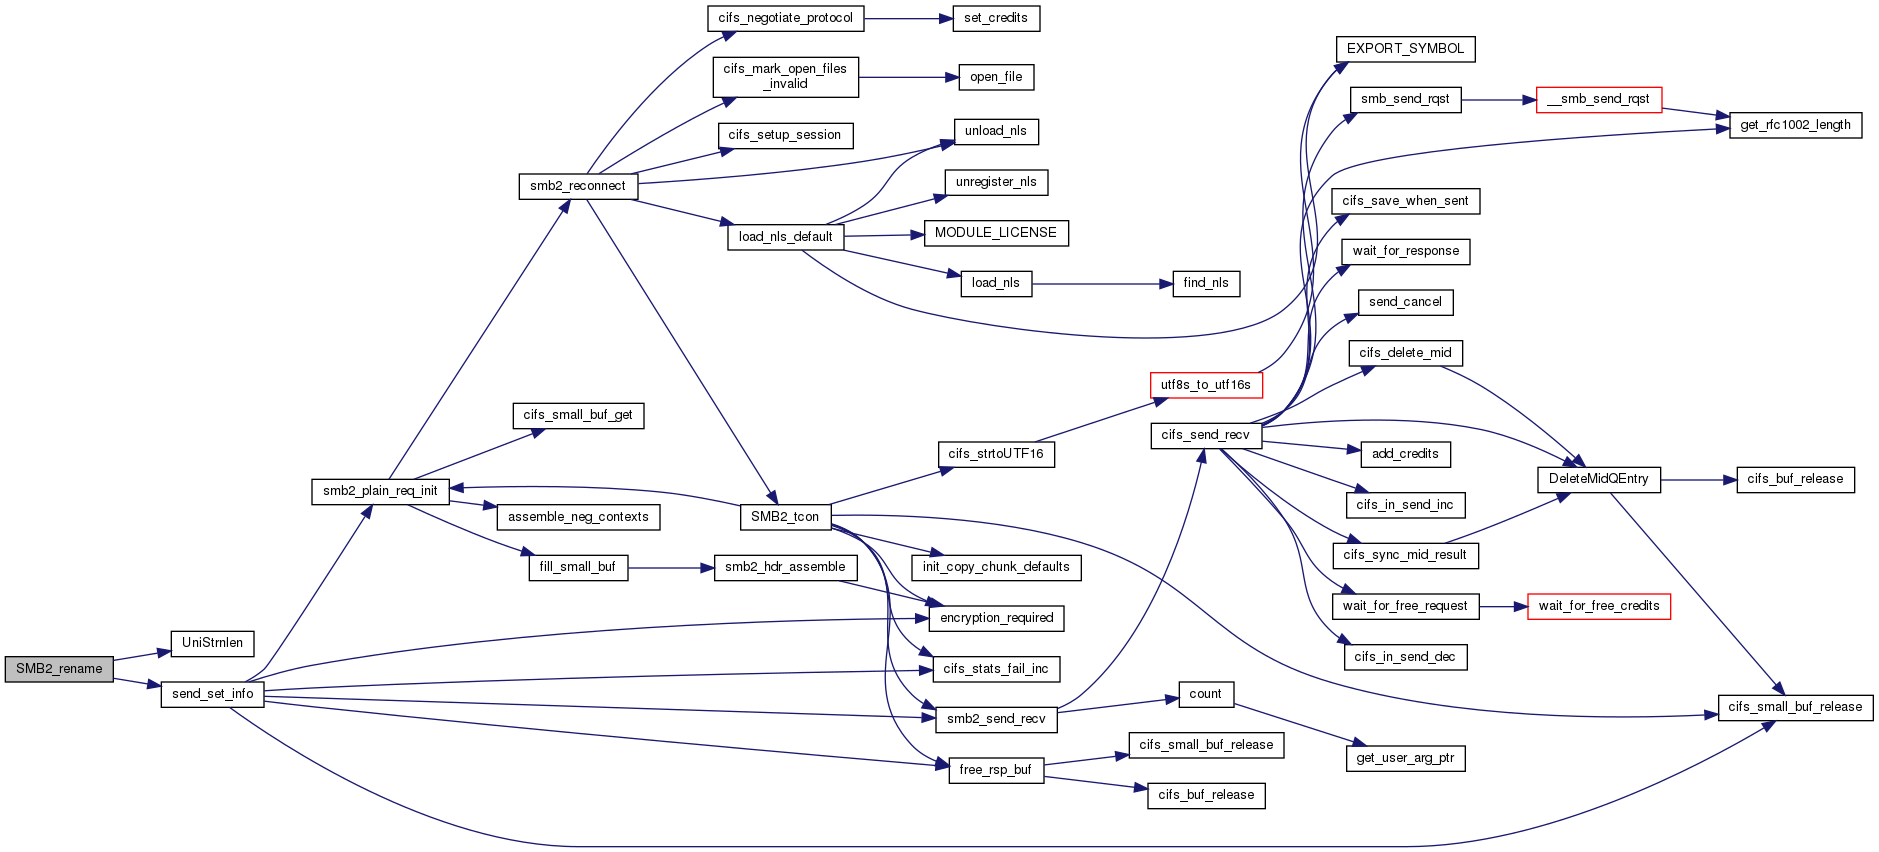 cifs_negotiate_protocol
set_credits
EXPORT_SYMBOL
cifs_mark_open_files
_invalid
open_file
smb_send_rqst
__smb_send_rqst
get_rfc1002_length
cifs_setup_session
unload_nls
smb2_reconnect
unregister_nls
cifs_save_when_sent
load_nls_default
MODULE_LICENSE
wait_for_response
load_nls
find_nls
send_cancel
cifs_delete_mid
utf8s_to_utf16s
cifs_small_buf_get
cifs_send_recv
cifs_strtoUTF16
add_credits
smb2_plain_req_init
DeleteMidQEntry
cifs_buf_release
assemble_neg_contexts
SMB2_tcon
cifs_in_send_inc
fill_small_buf
smb2_hdr_assemble
init_copy_chunk_defaults
cifs_sync_mid_result
encryption_required
wait_for_free_request
wait_for_free_credits
UniStrnlen
SMB2_rename
cifs_stats_fail_inc
cifs_in_send_dec
send_set_info
smb2_send_recv
count
cifs_small_buf_release
free_rsp_buf
cifs_small_buf_release
get_user_arg_ptr
cifs_buf_release